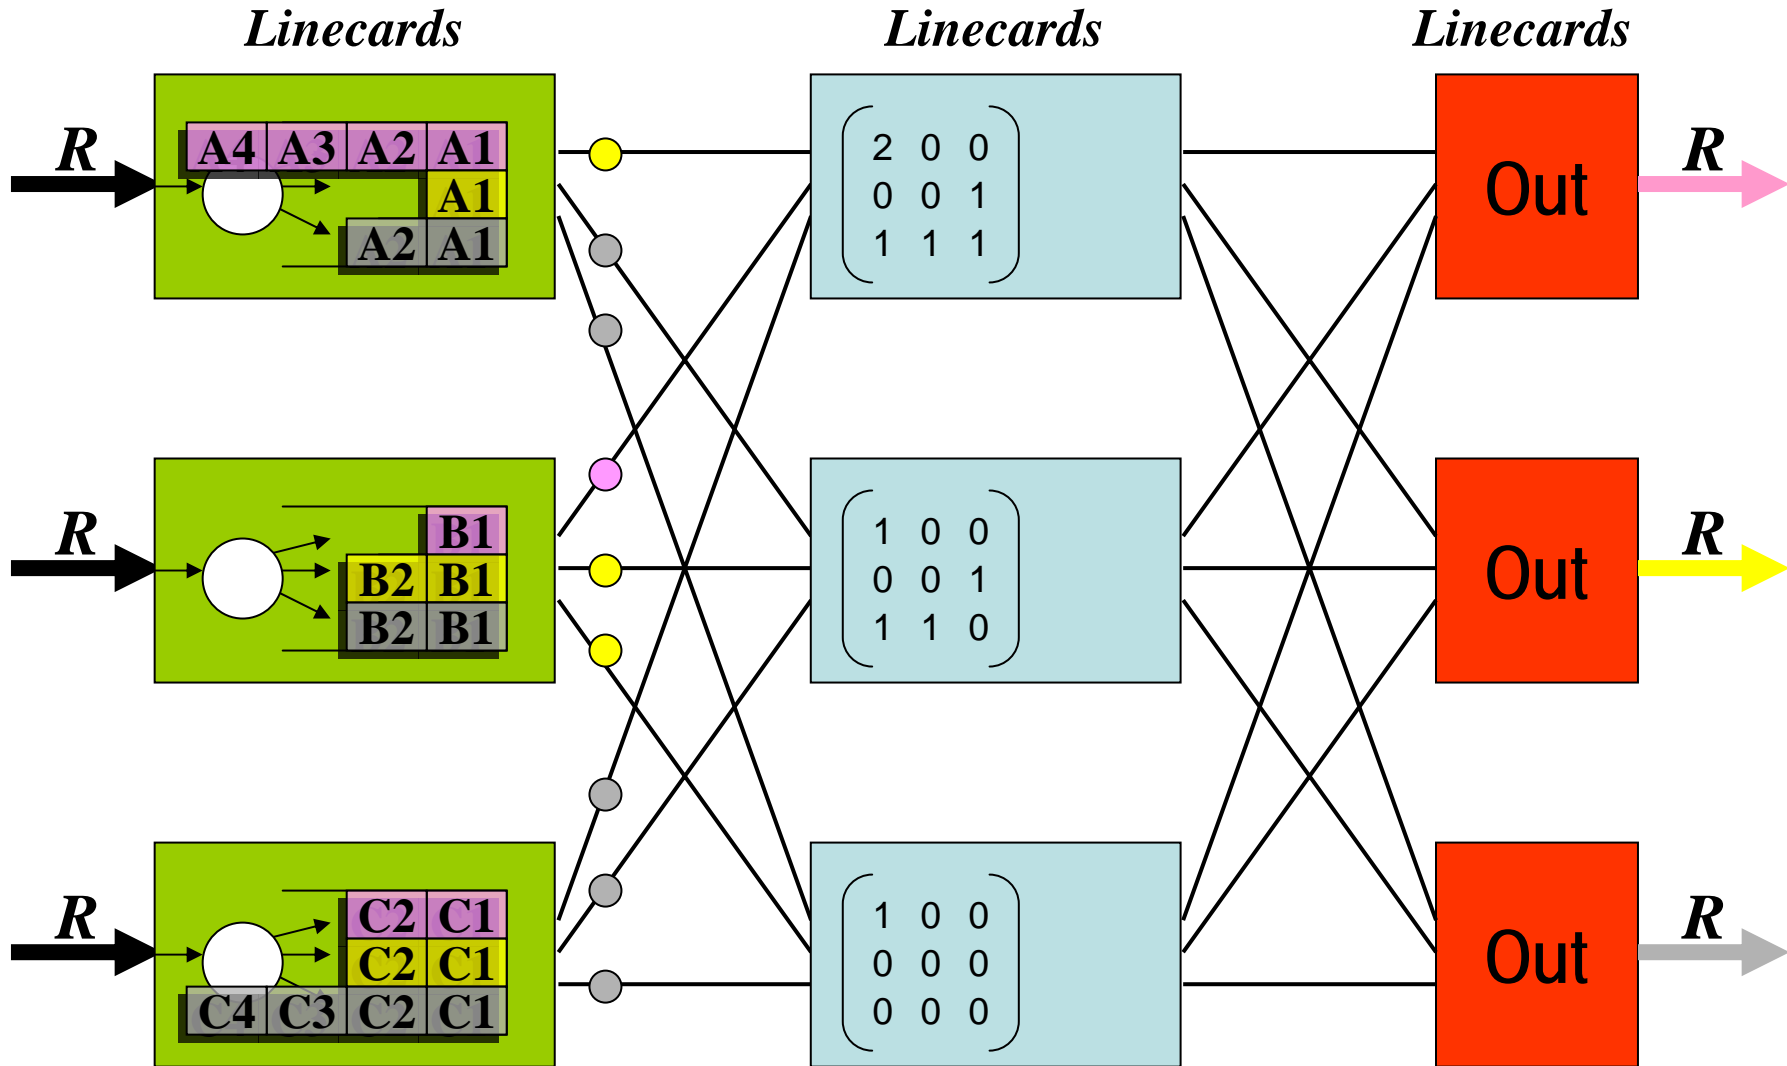 Linecards Linecards Linecards
R
A4 A3 A2 A1
A1
A2 A1
2 0 0
0 0 1
1 1 1
Out
R
R
B1
B2 B1
B2 B1
1 0 0
0 0 1
1 1 0
Out
R
R
C2 C1
C2 C1
C4 C3 C2 C1
1 0 0
0 0 0
0 0 0
Out
R